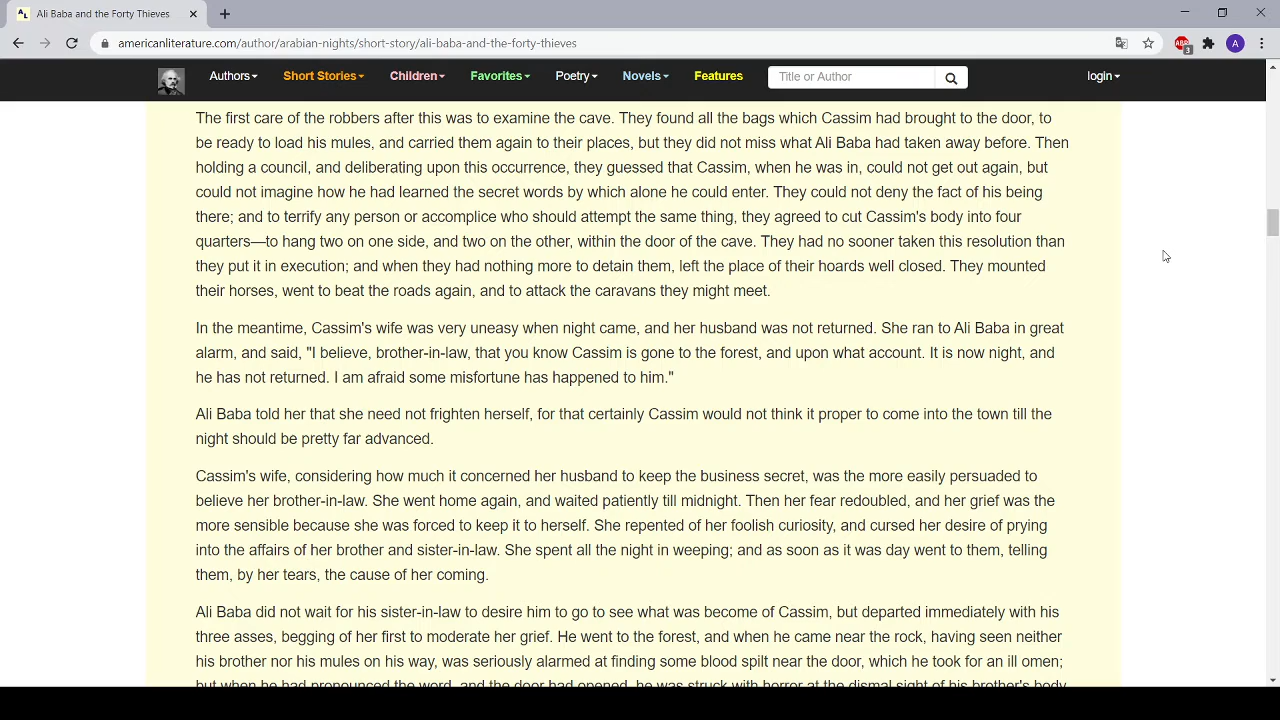 Ali Baba and the Forty Thieves
americanliterature.com/author/arabian-nights/short-story/ali-baba-and-the-forty-thieves
Authors Short Stories Children Favorites Poetry Novels Features Title or Author login
The first care of the robbers after this was to examine the cave. They found all the bags which Cassim had brought to the door, to
be ready to load his mules, and carried them again to their places, but they did not miss what Ali Baba had taken away before. Then
holding a council, and deliberating upon this occurrence, they guessed that Cassim, when he was in, could not get out again, but
could not imagine how he had learned the secret words by which alone he could enter. They could not deny the fact of his being
there; and to terrify any person or accomplice who should attempt the same thing, they agreed to cut Cassim's body into four
quarters—to hang two on one side, and two on the other, within the door of the cave. They had no sooner taken this resolution than
they put it in execution; and when they had nothing more to detain them, left the place of their hoards well closed. They mounted
their horses, went to beat the roads again, and to attack the caravans they might meet.
In the meantime, Cassim's wife was very uneasy when night came, and her husband was not returned. She ran to Ali Baba in great
alarm, and said, "I believe, brother-in-law, that you know Cassim is gone to the forest, and upon what account. It is now night, and
he has not returned. I am afraid some misfortune has happened to him."
Ali Baba told her that she need not frighten herself, for that certainly Cassim would not think it proper to come into the town till the
night should be pretty far advanced.
Cassim's wife, considering how much it concerned her husband to keep the business secret, was the more easily persuaded to
believe her brother-in-law. She went home again, and waited patiently till midnight. Then her fear redoubled, and her grief was the
more sensible because she was forced to keep it to herself. She repented of her foolish curiosity, and cursed her desire of prying
into the affairs of her brother and sister-in-law. She spent all the night in weeping; and as soon as it was day went to them, telling
them, by her tears, the cause of her coming.
Ali Baba did not wait for his sister-in-law to desire him to go to see what was become of Cassim, but departed immediately with his
three asses, begging of her first to moderate her grief. He went to the forest, and when he came near the rock, having seen neither
his brother nor his mules on his way, was seriously alarmed at finding some blood spilt near the door, which he took for an ill omen;
but when he had pronounced the word, and the door had opened, he was struck with horror at the dismal sight of his brother's body